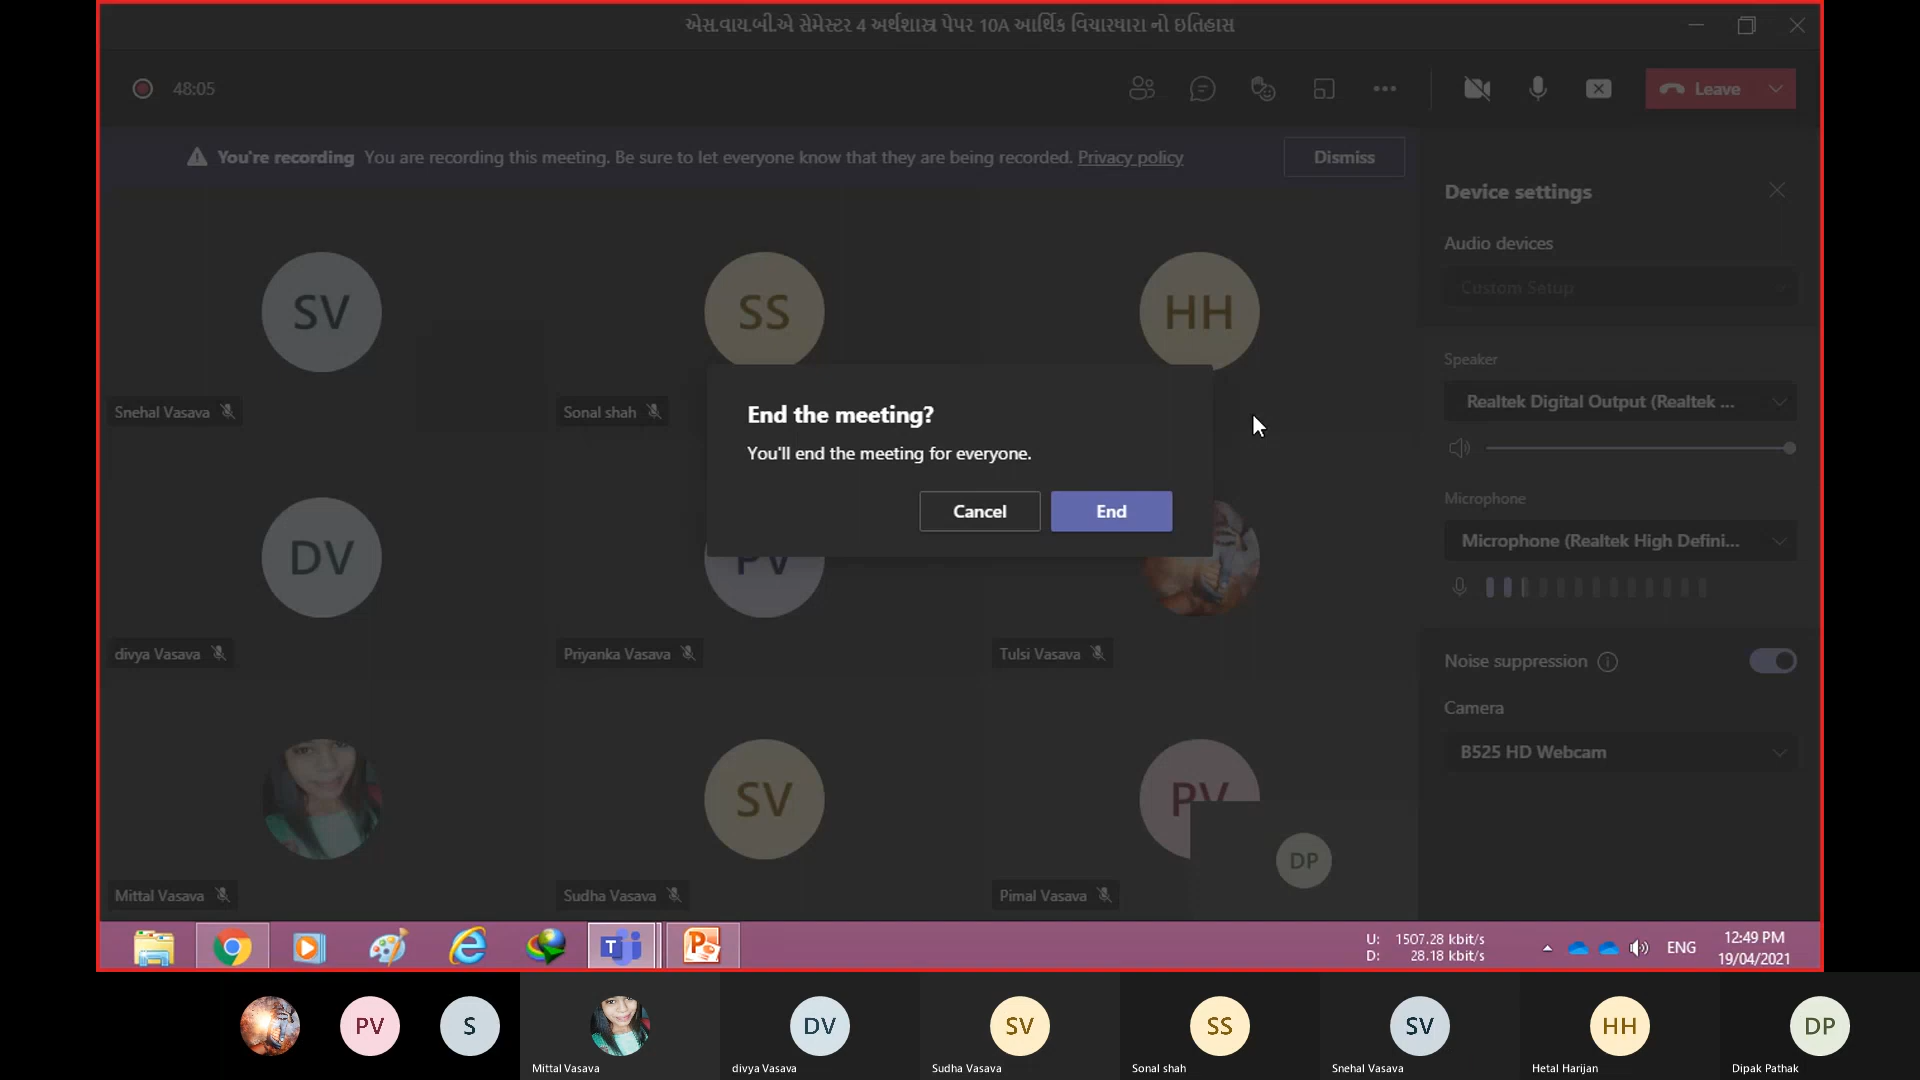 એસ.વાય.બી.એ સેમેસ્ટર 4 અર્થશાસ્ત્ર પેપર 10A આર્થિક વિચારધારા નો ઇતિહાસ
48:05
Leave
You're recording You are recording this meeting. Be sure to let everyone know that they are being recorded. Privacy policy
Dismiss
Device settings
Audio devices
Custom Setup
Speaker
Realtek Digital Output (Realtek ...
Microphone
Microphone (Realtek High Defini...
Noise suppression
Camera
B525 HD Webcam
SV
SS
HH
Snehal Vasava
Sonal shah
End the meeting?
You'll end the meeting for everyone.
Cancel
End
DV
PV
divya Vasava
Priyanka Vasava
Tulsi Vasava
SV
PV
DP
Mittal Vasava
Sudha Vasava
Pimal Vasava
U: 1507.28 kbit/s
D: 28.18 kbit/s
ENG
12:49 PM
19/04/2021
PV
S
DV
SV
SS
SV
HH
DP
Mittal Vasava
divya Vasava
Sudha Vasava
Sonal shah
Snehal Vasava
Hetal Harijan
Dipak Pathak